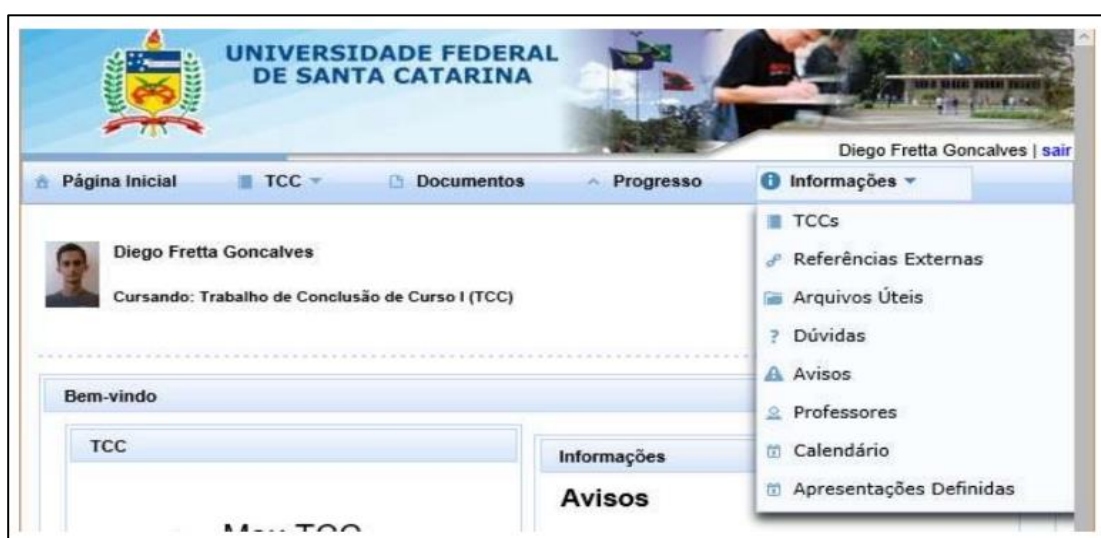 UNIVERSIDADE FEDERAL
DE SANTA CATARINA
Diego Fretta Goncalves | sair
Página Inicial TCC Documentos Progresso Informações
TCCs
Referências Externas
Arquivos Úteis
? Dúvidas
Avisos
Professores
Calendário
Apresentações Definidas
Diego Fretta Goncalves
Cursando: Trabalho de Conclusão de Curso I (TCC)
Bem-vindo
TCC
Meu TCC
Informações
Avisos